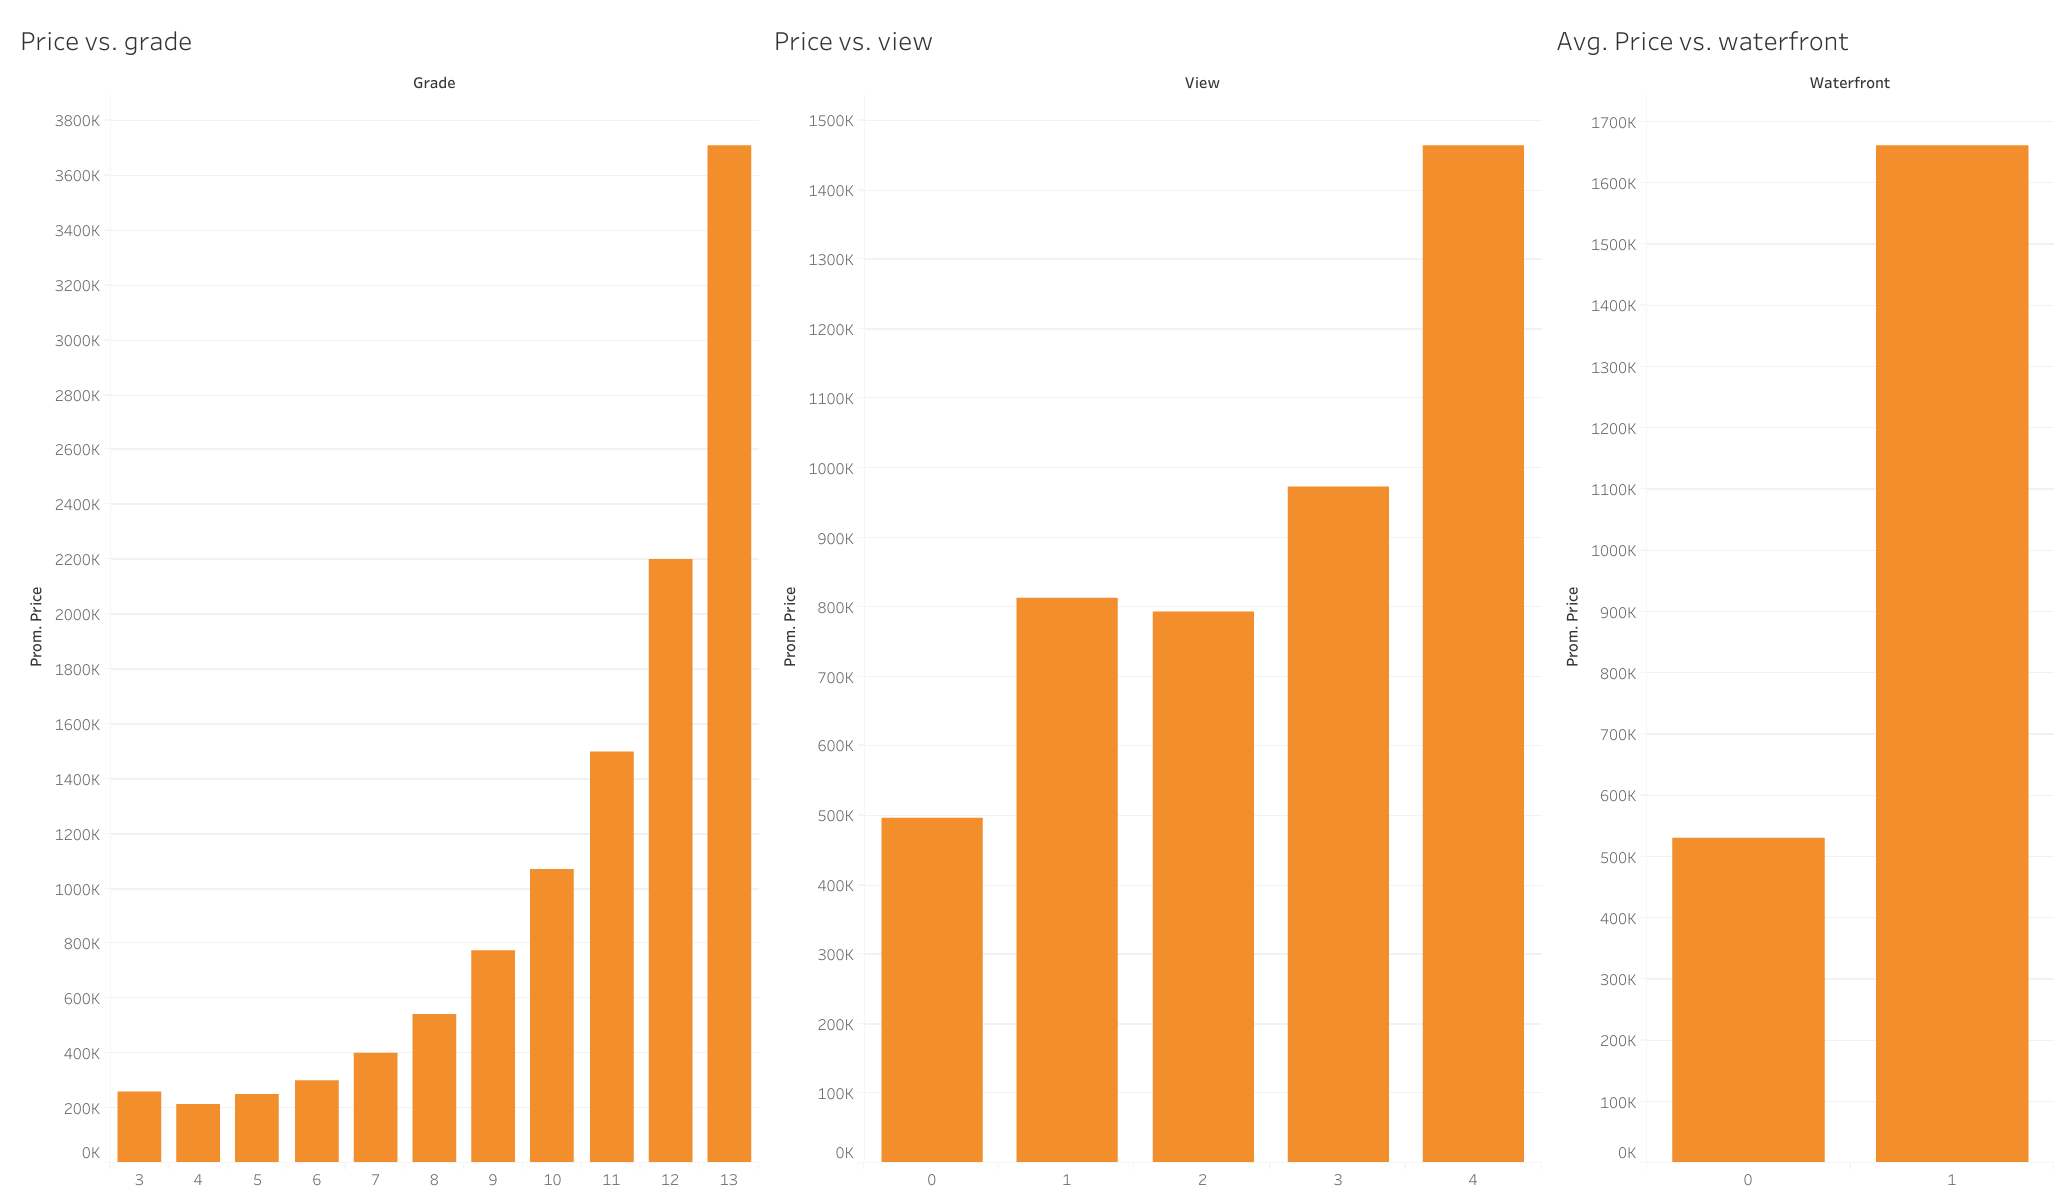 Price vs. grade
Grade
Prom. Price
3800K
3600K
3400K
3200K
3000K
2800K
2600K
2400K
2200K
2000K
1800K
1600K
1400K
1200K
1000K
800K
600K
400K
200K
0K
3 4 5 6 7 8 9 10 11 12 13
Price vs. view
View
Prom. Price
1500K
1400K
1300K
1200K
1100K
1000K
900K
800K
700K
600K
500K
400K
300K
200K
100K
0K
0 1 2 3 4
Avg. Price vs. waterfront
Waterfront
Prom. Price
1700K
1600K
1500K
1400K
1300K
1200K
1100K
1000K
900K
800K
700K
600K
500K
400K
300K
200K
100K
0K
0 1